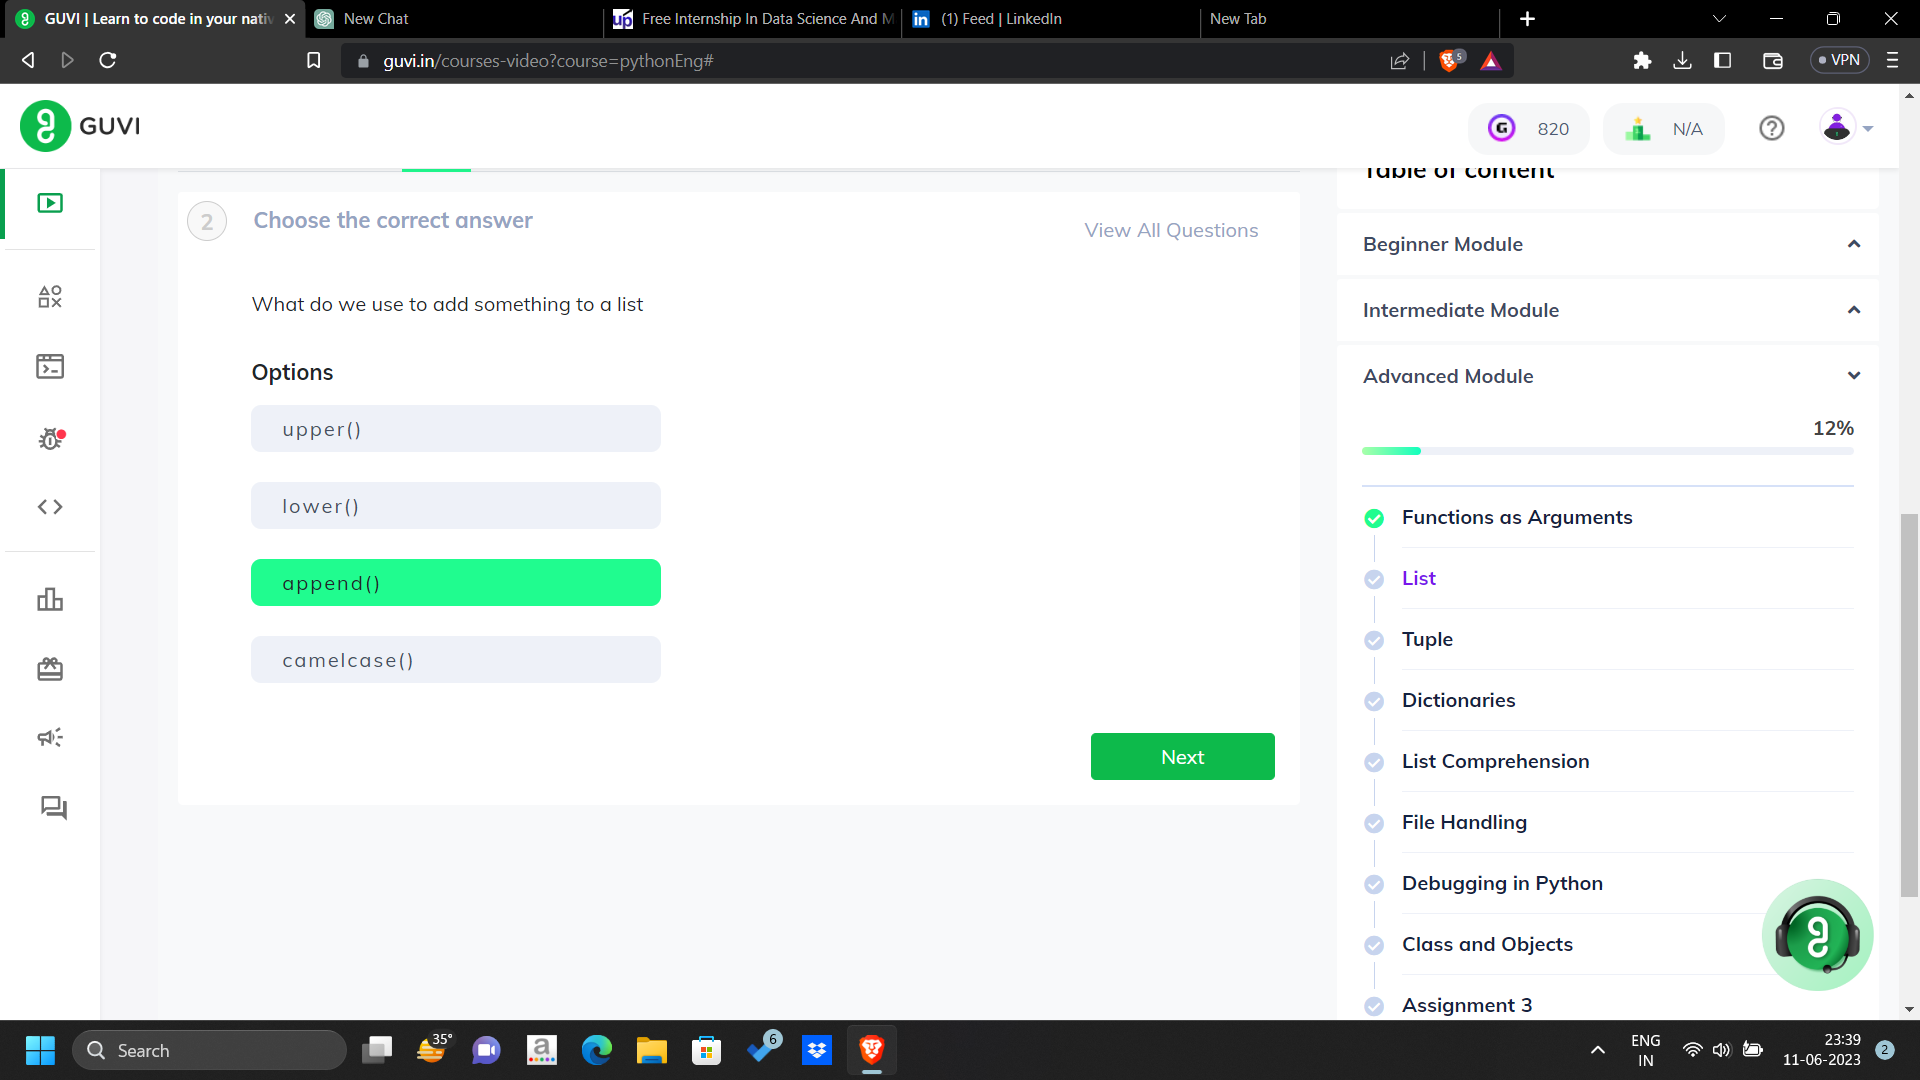 GUVI | Learn to code in your nativ
New Chat
up Free Internship In Data Science And M
in (1) Feed | LinkedIn
New Tab
guvi.in/courses-video?course=pythonEng#
5
VPN
GUVI
G 820
N/A
Table of content
2 Choose the correct answer
View All Questions
What do we use to add something to a list
Options
upper()
lower()
append()
camelcase()
Next
Beginner Module
Intermediate Module
Advanced Module
12%
Functions as Arguments
List
Tuple
Dictionaries
List Comprehension
File Handling
Debugging in Python
Class and Objects
Assignment 3
Search
35°
a
6
ENG
IN
23:39
11-06-2023
2